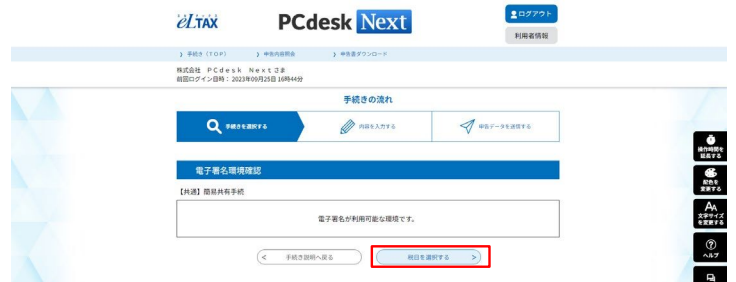 eLTAX
PCdesk Next
ログアウト
利用者情報
手続き（TOP）
申告内容照会
申告書ダウンロード
株式会社 PCdesk Nextさま
前回ログイン日時：2023年09月25日 16時44分
手続きの流れ
手続きを選択する
内容を入力する
申告データを送信する
操作時間を
延長する
電子署名環境確認
配色を
変更する
【共通】簡易共有手続
文字サイズ
を変更する
電子署名が利用可能な環境です。
ヘルプ
< 手続き説明へ戻る
細目を選択する >